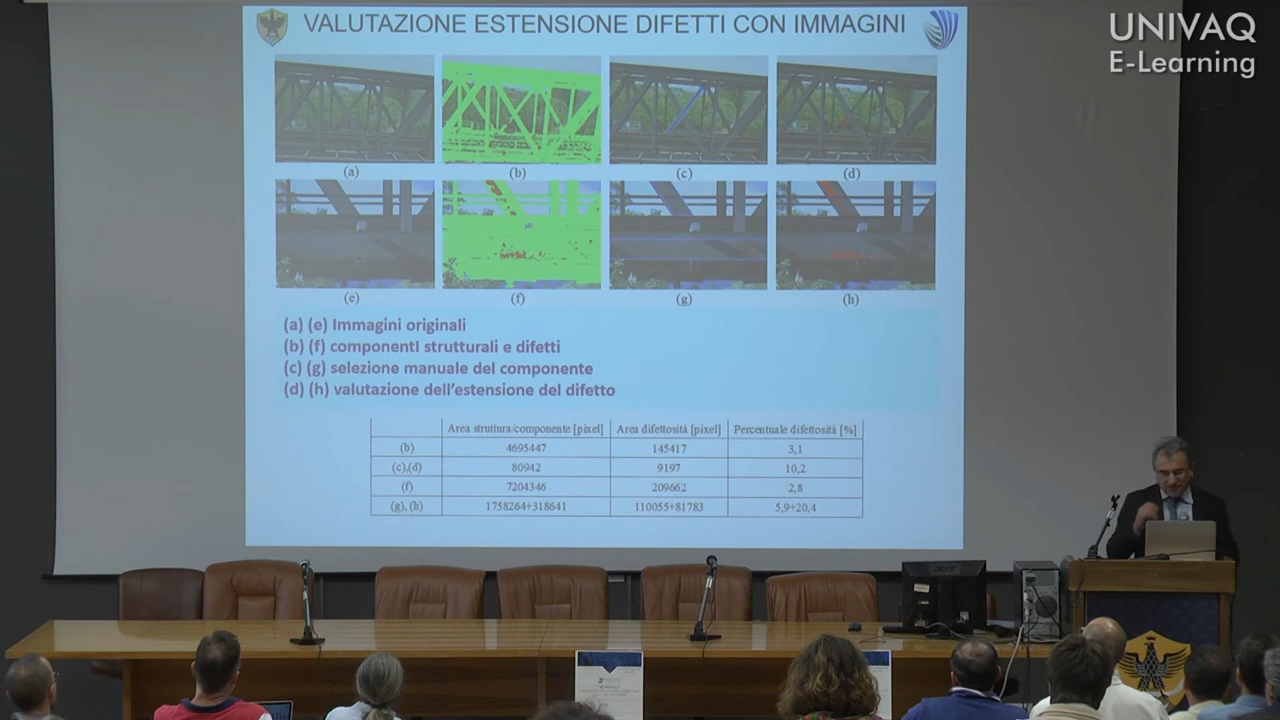 UNIVAQ
E-Learning
VALUTAZIONE ESTENSIONE DIFETTI CON IMMAGINI
(a) (b) (c) (d)
(e) (f) (g) (h)
(a) (e) Immagini originali
(b) (f) componentI strutturali e difetti
(c) (g) selezione manuale del componente
(d) (h) valutazione dell'estensione del difetto
Area struttura/componente [pixel] Area difettosità [pixel] Percentuale difettosità [%]
(b) 4695447 145417 3,1
(c),(d) 80942 9197 10,2
(f) 7204346 209662 2,8
(g), (h) 1758264+318641 110055+81783 5,9+20,4
acer